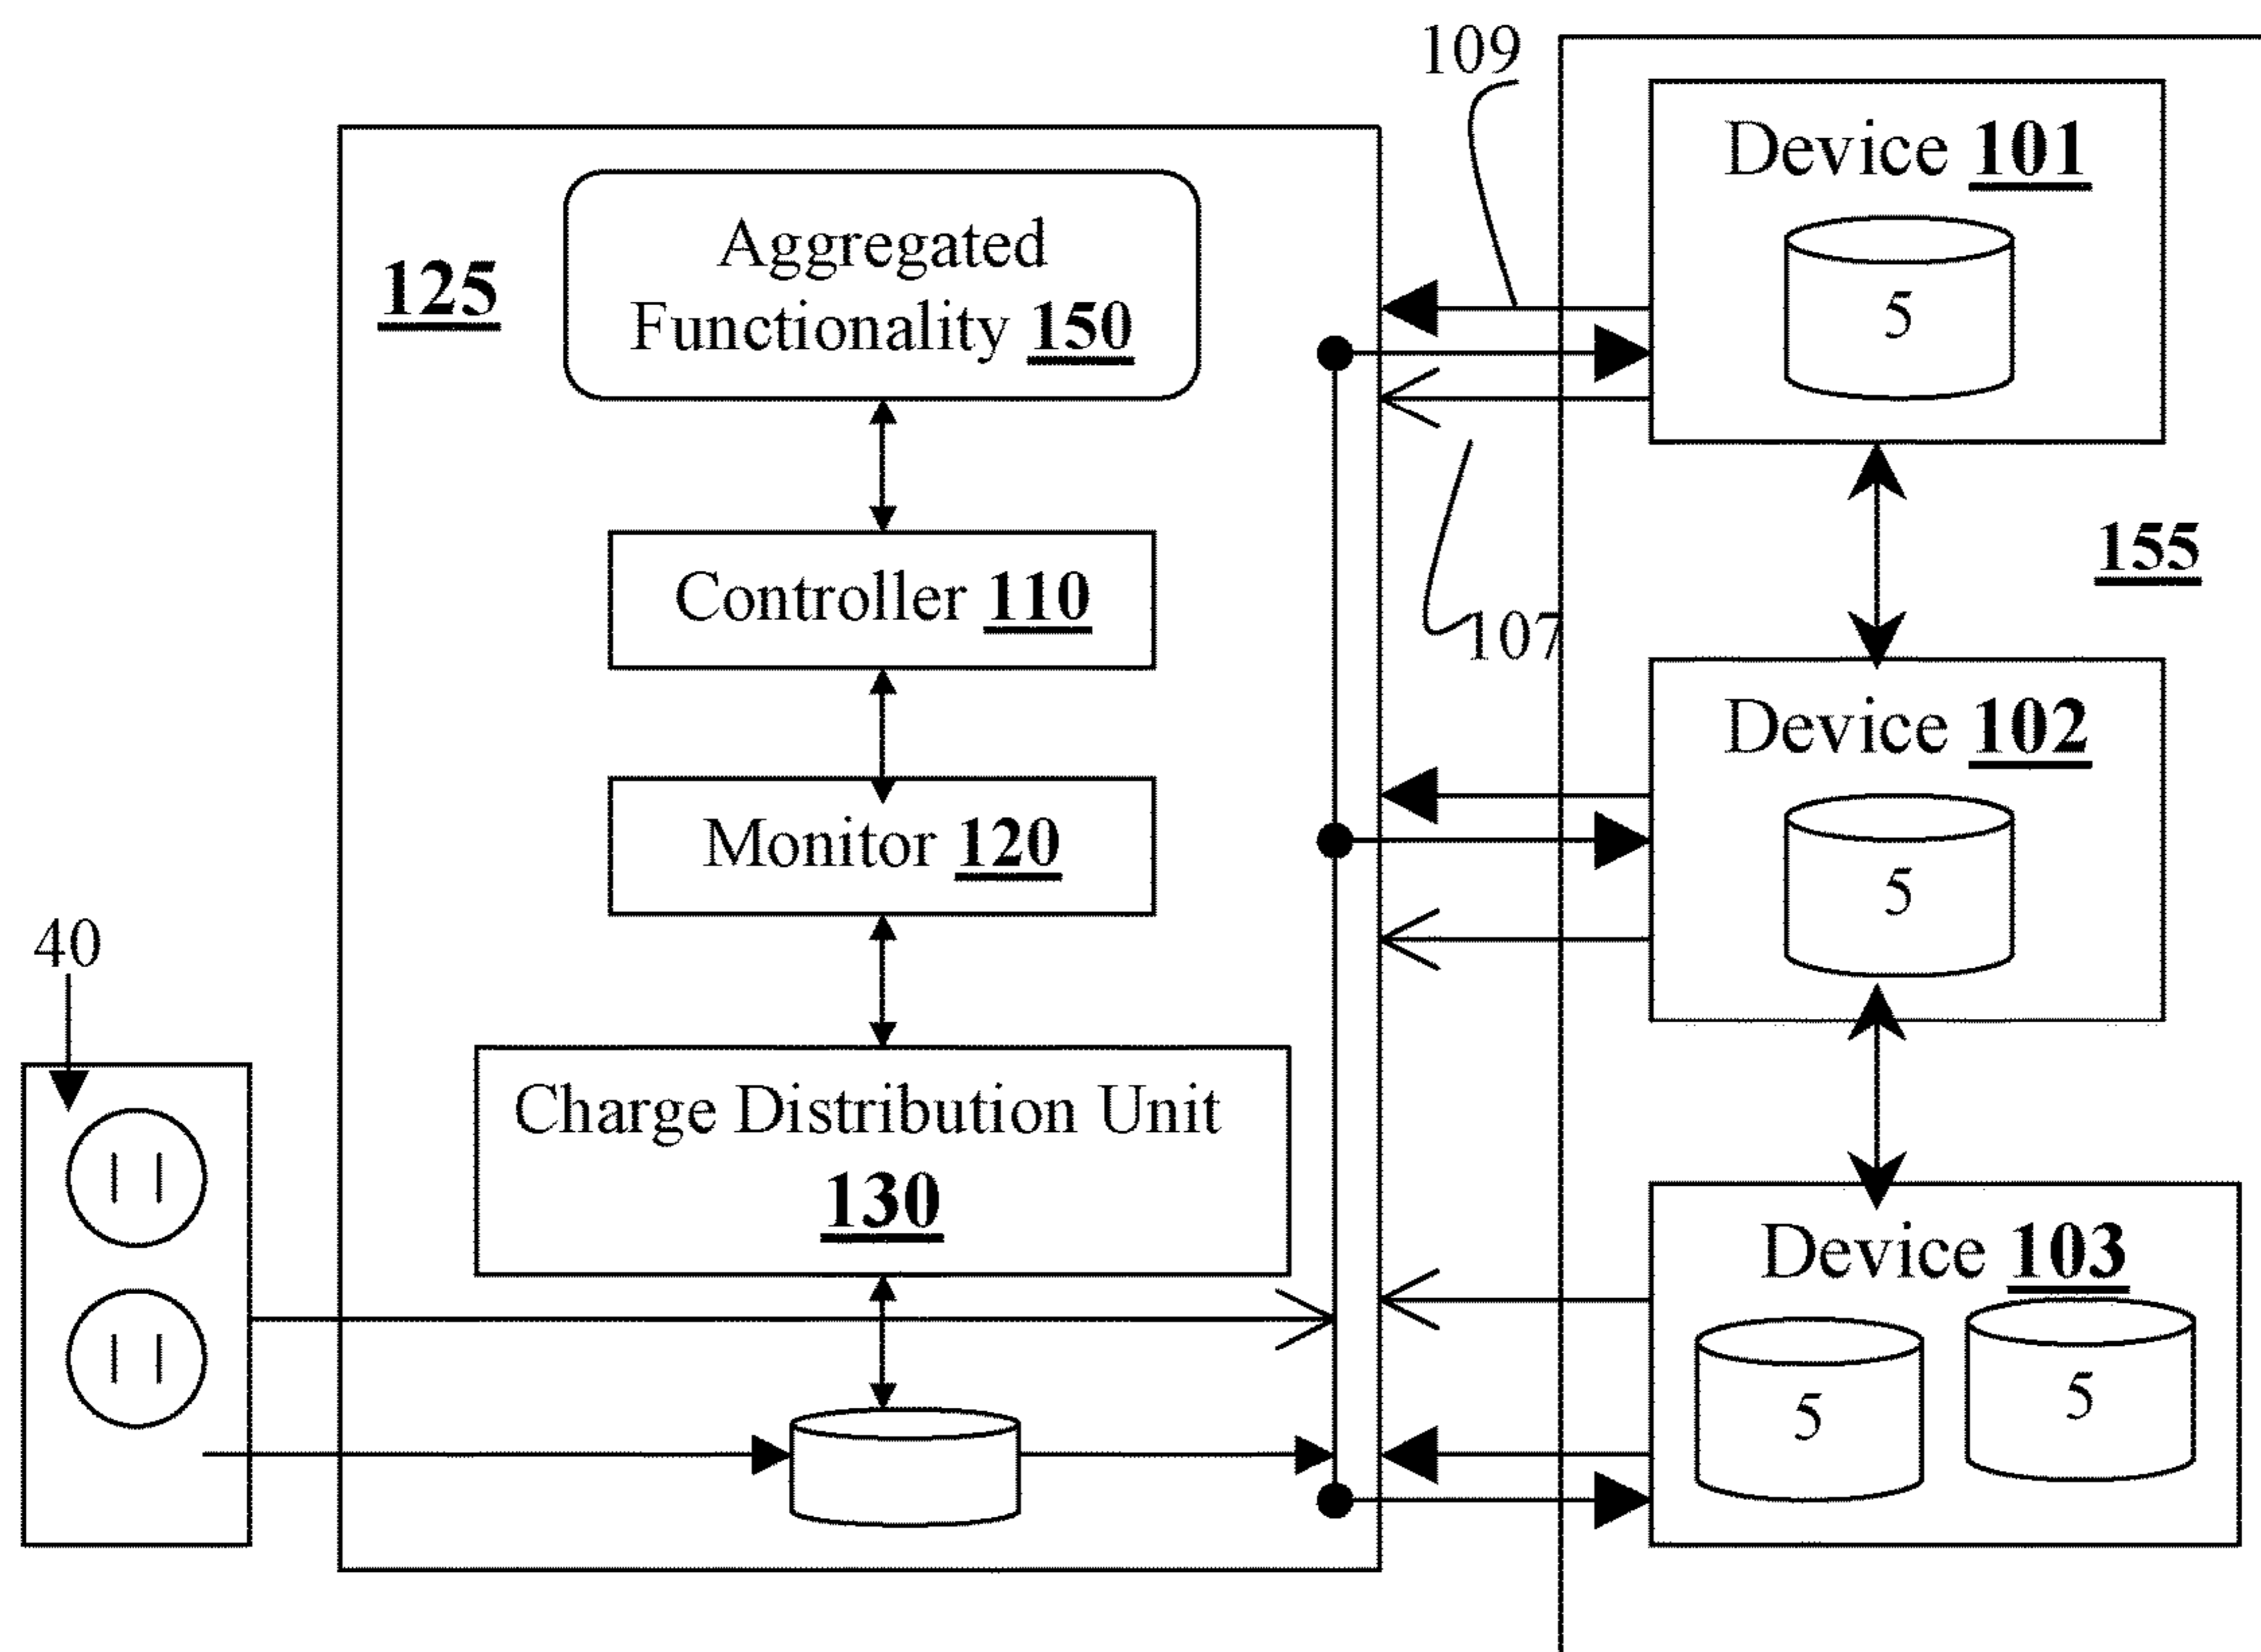 109
Device 101
5
125
Aggregated
Functionality 150
Controller 110
107
155
Device 102
5
Monitor 120
40
Charge Distribution Unit
130
Device 103
5
5